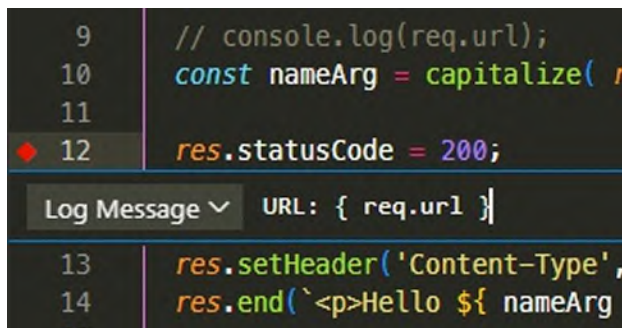 9 // console.log(req.url);
10 const nameArg = capitalize(
11
12 res.statusCode = 200;
Log Message URL: { req.url }
13 res.setHeader('Content-Type',
14 res.end(`<p>Hello ${ nameArg